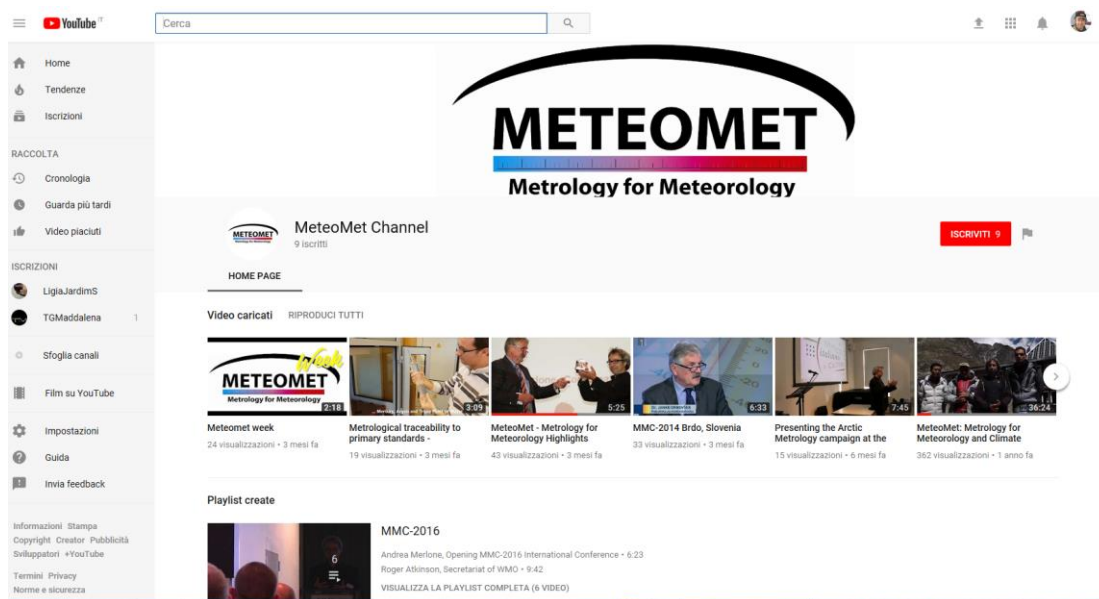 YouTube IT
Cerca
Home
Tendenze
Iscrizioni
RACCOLTA
Cronologia
Guarda più tardi
Video piaciuti
ISCRIZIONI
LigiaJardimS
TGMaddalena 1
Sfoglia canali
Film su YouTube
Impostazioni
Guida
Invia feedback
Informazioni Stampa
Copyright Creator Pubblicità
Sviluppatori +YouTube
Termini Privacy
Norme e sicurezza
METEOMET
Metrology for Meteorology
METEOMET
MeteoMet Channel
9 iscritti
ISCRIVITI 9
HOME PAGE
Video caricati RIPRODUCI TUTTI
Week
METEOMET
Metrology for Meteorology
2:18
3:09
5:25
6:33
7:45
36:24
Meteomet week
24 visualizzazioni • 3 mesi fa
Metrological traceability to
primary standards -
19 visualizzazioni • 3 mesi fa
MeteoMet - Metrology for
Meteorology Highlights
43 visualizzazioni • 3 mesi fa
MMC-2014 Brdo, Slovenia
33 visualizzazioni • 3 mesi fa
Presenting the Arctic
Metrology campaign at the
15 visualizzazioni • 6 mesi fa
MeteoMet: Metrology for
Meteorology and Climate
362 visualizzazioni • 1 anno fa
Playlist create
6
MMC-2016
Andrea Merlone, Opening MMC-2016 International Conference • 6:23
Roger Atkinson, Secretariat of WMO • 9:42
VISUALIZZA LA PLAYLIST COMPLETA (6 VIDEO)